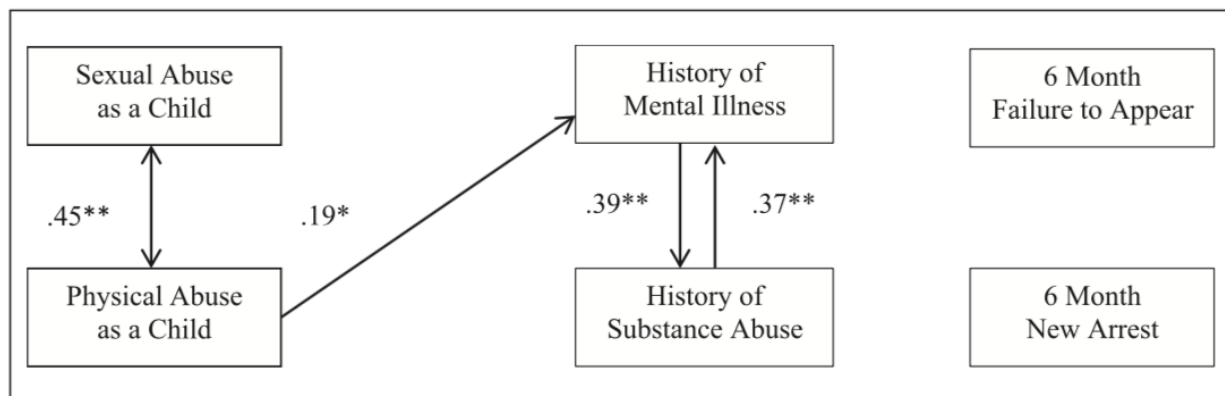 Sexual Abuse
as a Child
History of
Mental Illness
6 Month
Failure to Appear
.45**
.19*
.39**
.37**
Physical Abuse
as a Child
History of
Substance Abuse
6 Month
New Arrest